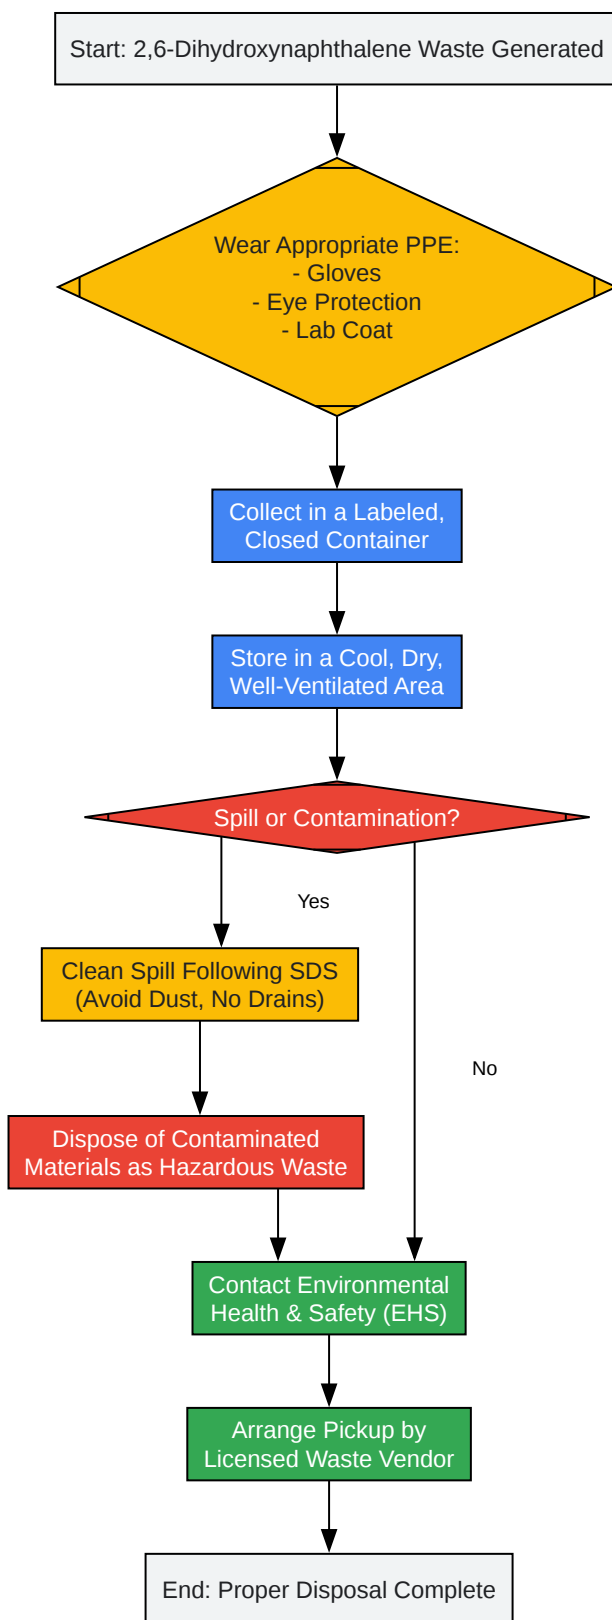 Start: 2,6-Dihydroxynaphthalene Waste Generated
Wear Appropriate PPE:
- Gloves
- Eye Protection
- Lab Coat
Collect in a Labeled,
Closed Container
Store in a Cool, Dry,
Well-Ventilated Area
Spill or Contamination?
Yes
Clean Spill Following SDS
(Avoid Dust, No Drains)
No
Dispose of Contaminated
Materials as Hazardous Waste
Contact Environmental
Health & Safety (EHS)
Arrange Pickup by
Licensed Waste Vendor
End: Proper Disposal Complete